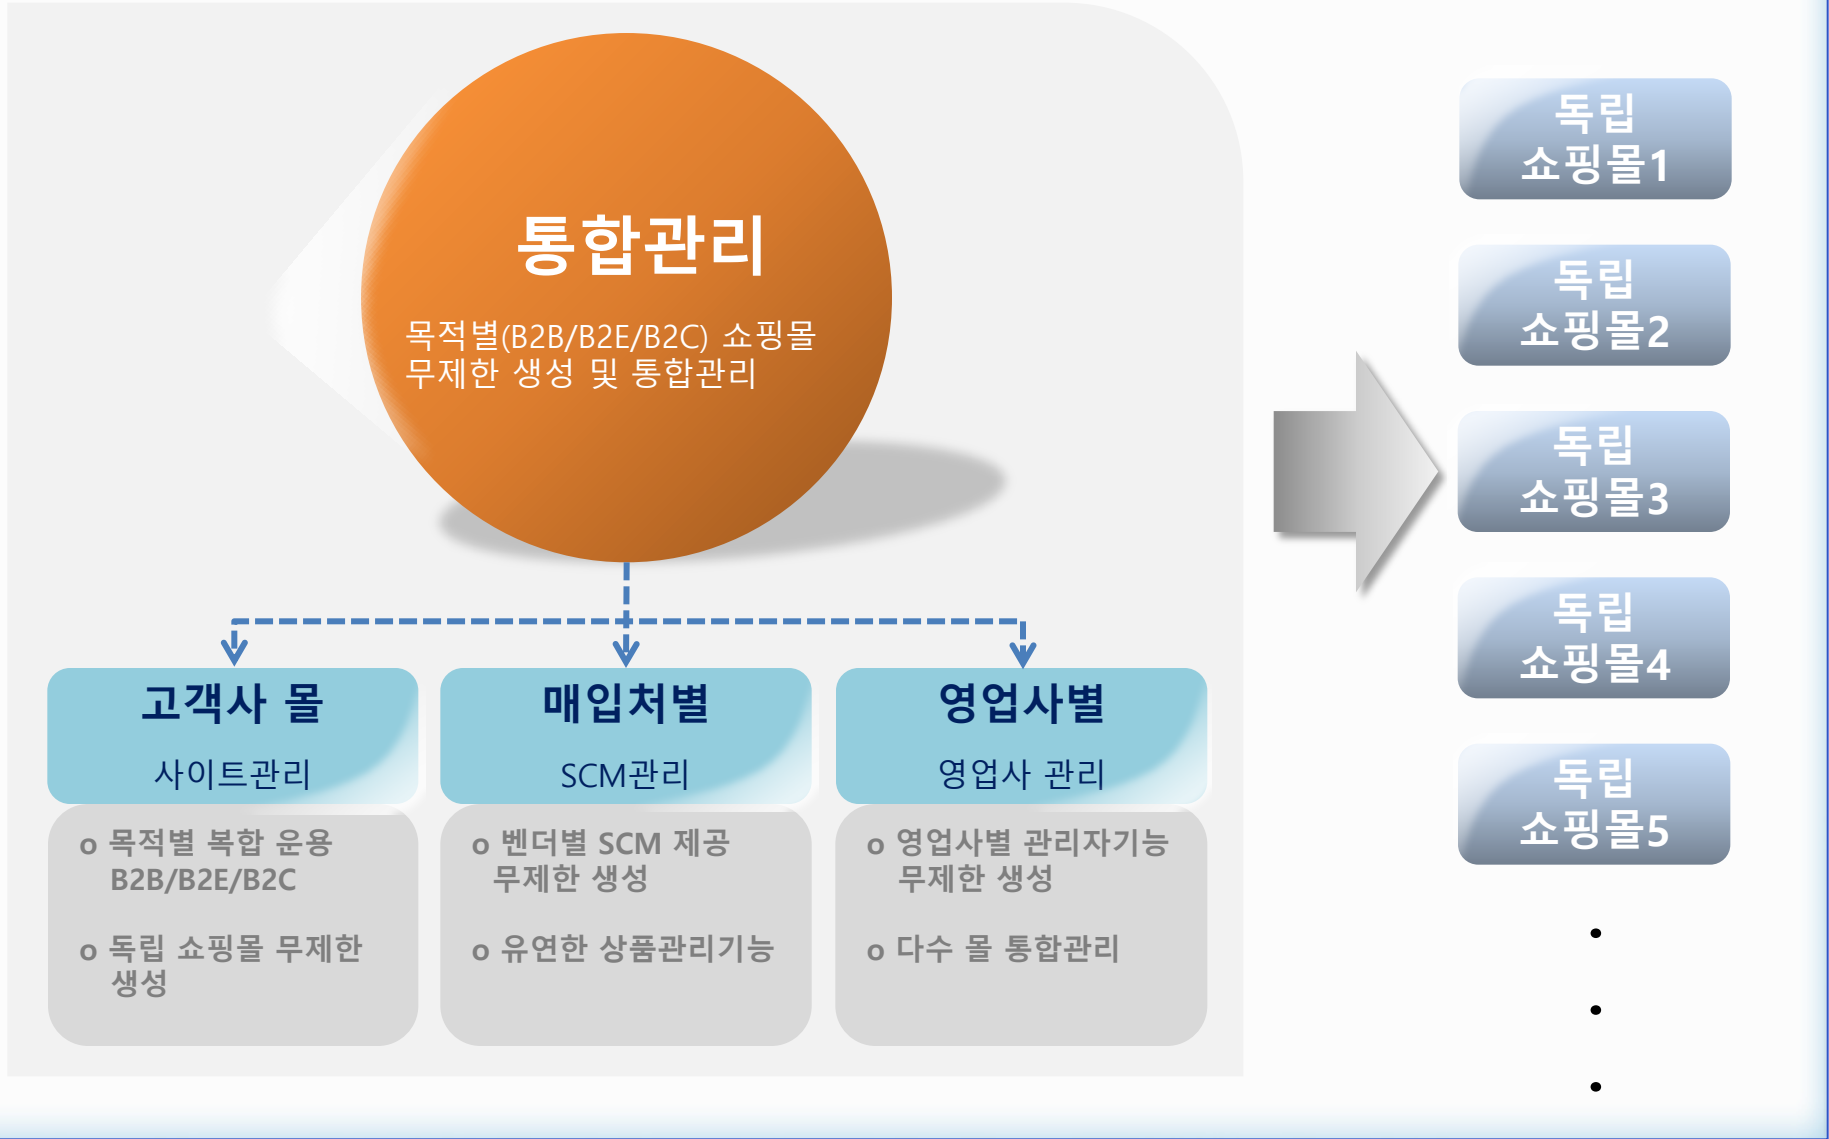 통합관리
목적별(B2B/B2E/B2C) 쇼핑몰
무제한 생성 및 통합관리
고객사 몰
사이트관리
o 목적별 복합 운용
B2B/B2E/B2C
o 독립 쇼핑몰 무제한
생성
매입처별
SCM관리
o 벤더별 SCM 제공
무제한 생성
o 유연한 상품관리기능
영업사별
영업사 관리
o 영업사별 관리자기능
무제한 생성
o 다수 몰 통합관리
독립
쇼핑몰1
독립
쇼핑몰2
독립
쇼핑몰3
독립
쇼핑몰4
독립
쇼핑몰5
.
.
.